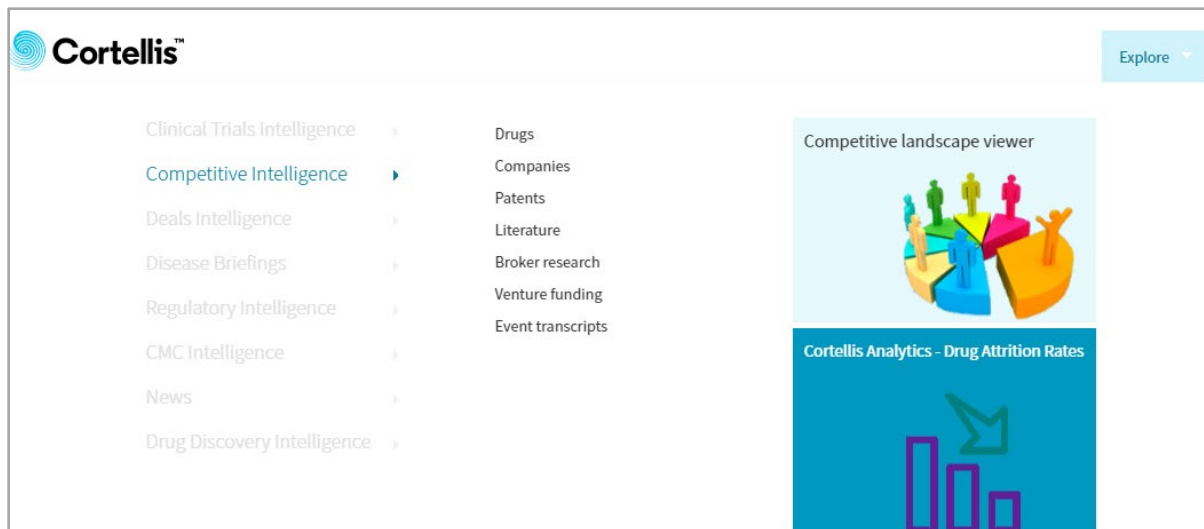 Cortellis™
Explore
Clinical Trials Intelligence
Competitive Intelligence
Deals Intelligence
Disease Briefings
Regulatory Intelligence
CMC Intelligence
News
Drug Discovery Intelligence
Drugs
Companies
Patents
Literature
Broker research
Venture funding
Event transcripts
Competitive landscape viewer
Cortellis Analytics - Drug Attrition Rates